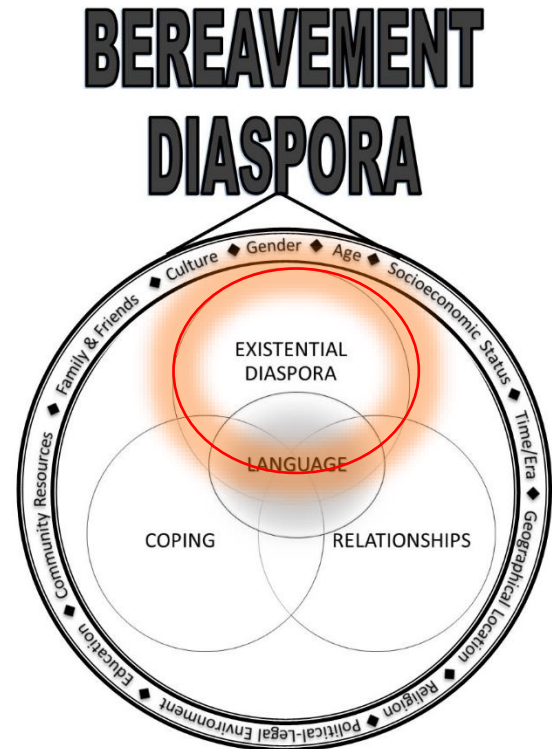 BEREAVEMENT
DIASPORA
Family & Friends ◆ Culture ◆ Gender ◆ Age ◆ Socioeconomic Status ◆ Time/Era ◆ Geographical Location ◆ Religion ◆ Political-Legal Environment ◆ Education ◆ Community Resources ◆
EXISTENTIAL
DIASPORA
LANGUAGE
COPING
RELATIONSHIPS